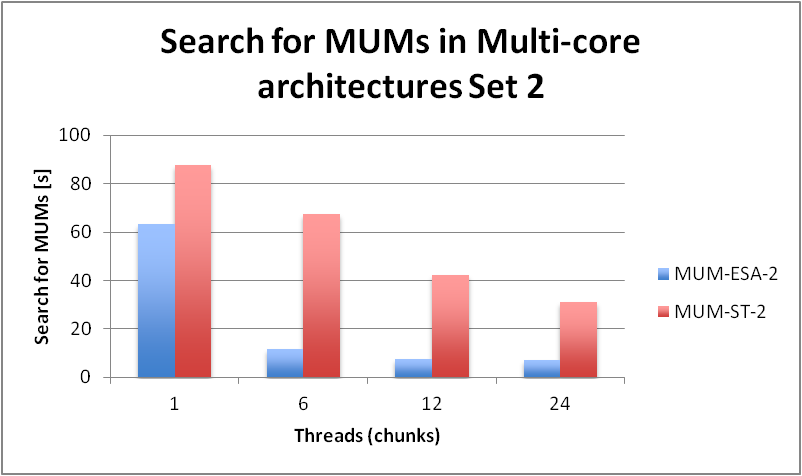 Search for MUMs in Multi-core
architectures Set 2
100
80
60
40
20
0
Search for MUMs [s]
1 6 12 24
Threads (chunks)
MUM-ESA-2
MUM-ST-2